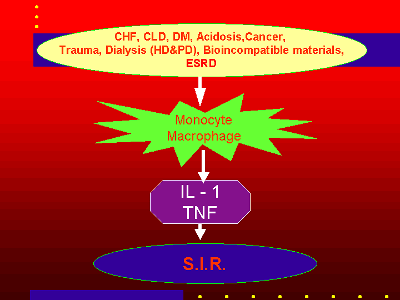 CHF, CLD, DM, Acidosis,Cancer,
Trauma, Dialysis (HD&PD), Bioincompatible materials,
ESRD
Monocyte
Macrophage
IL - 1
TNF
S.I.R.